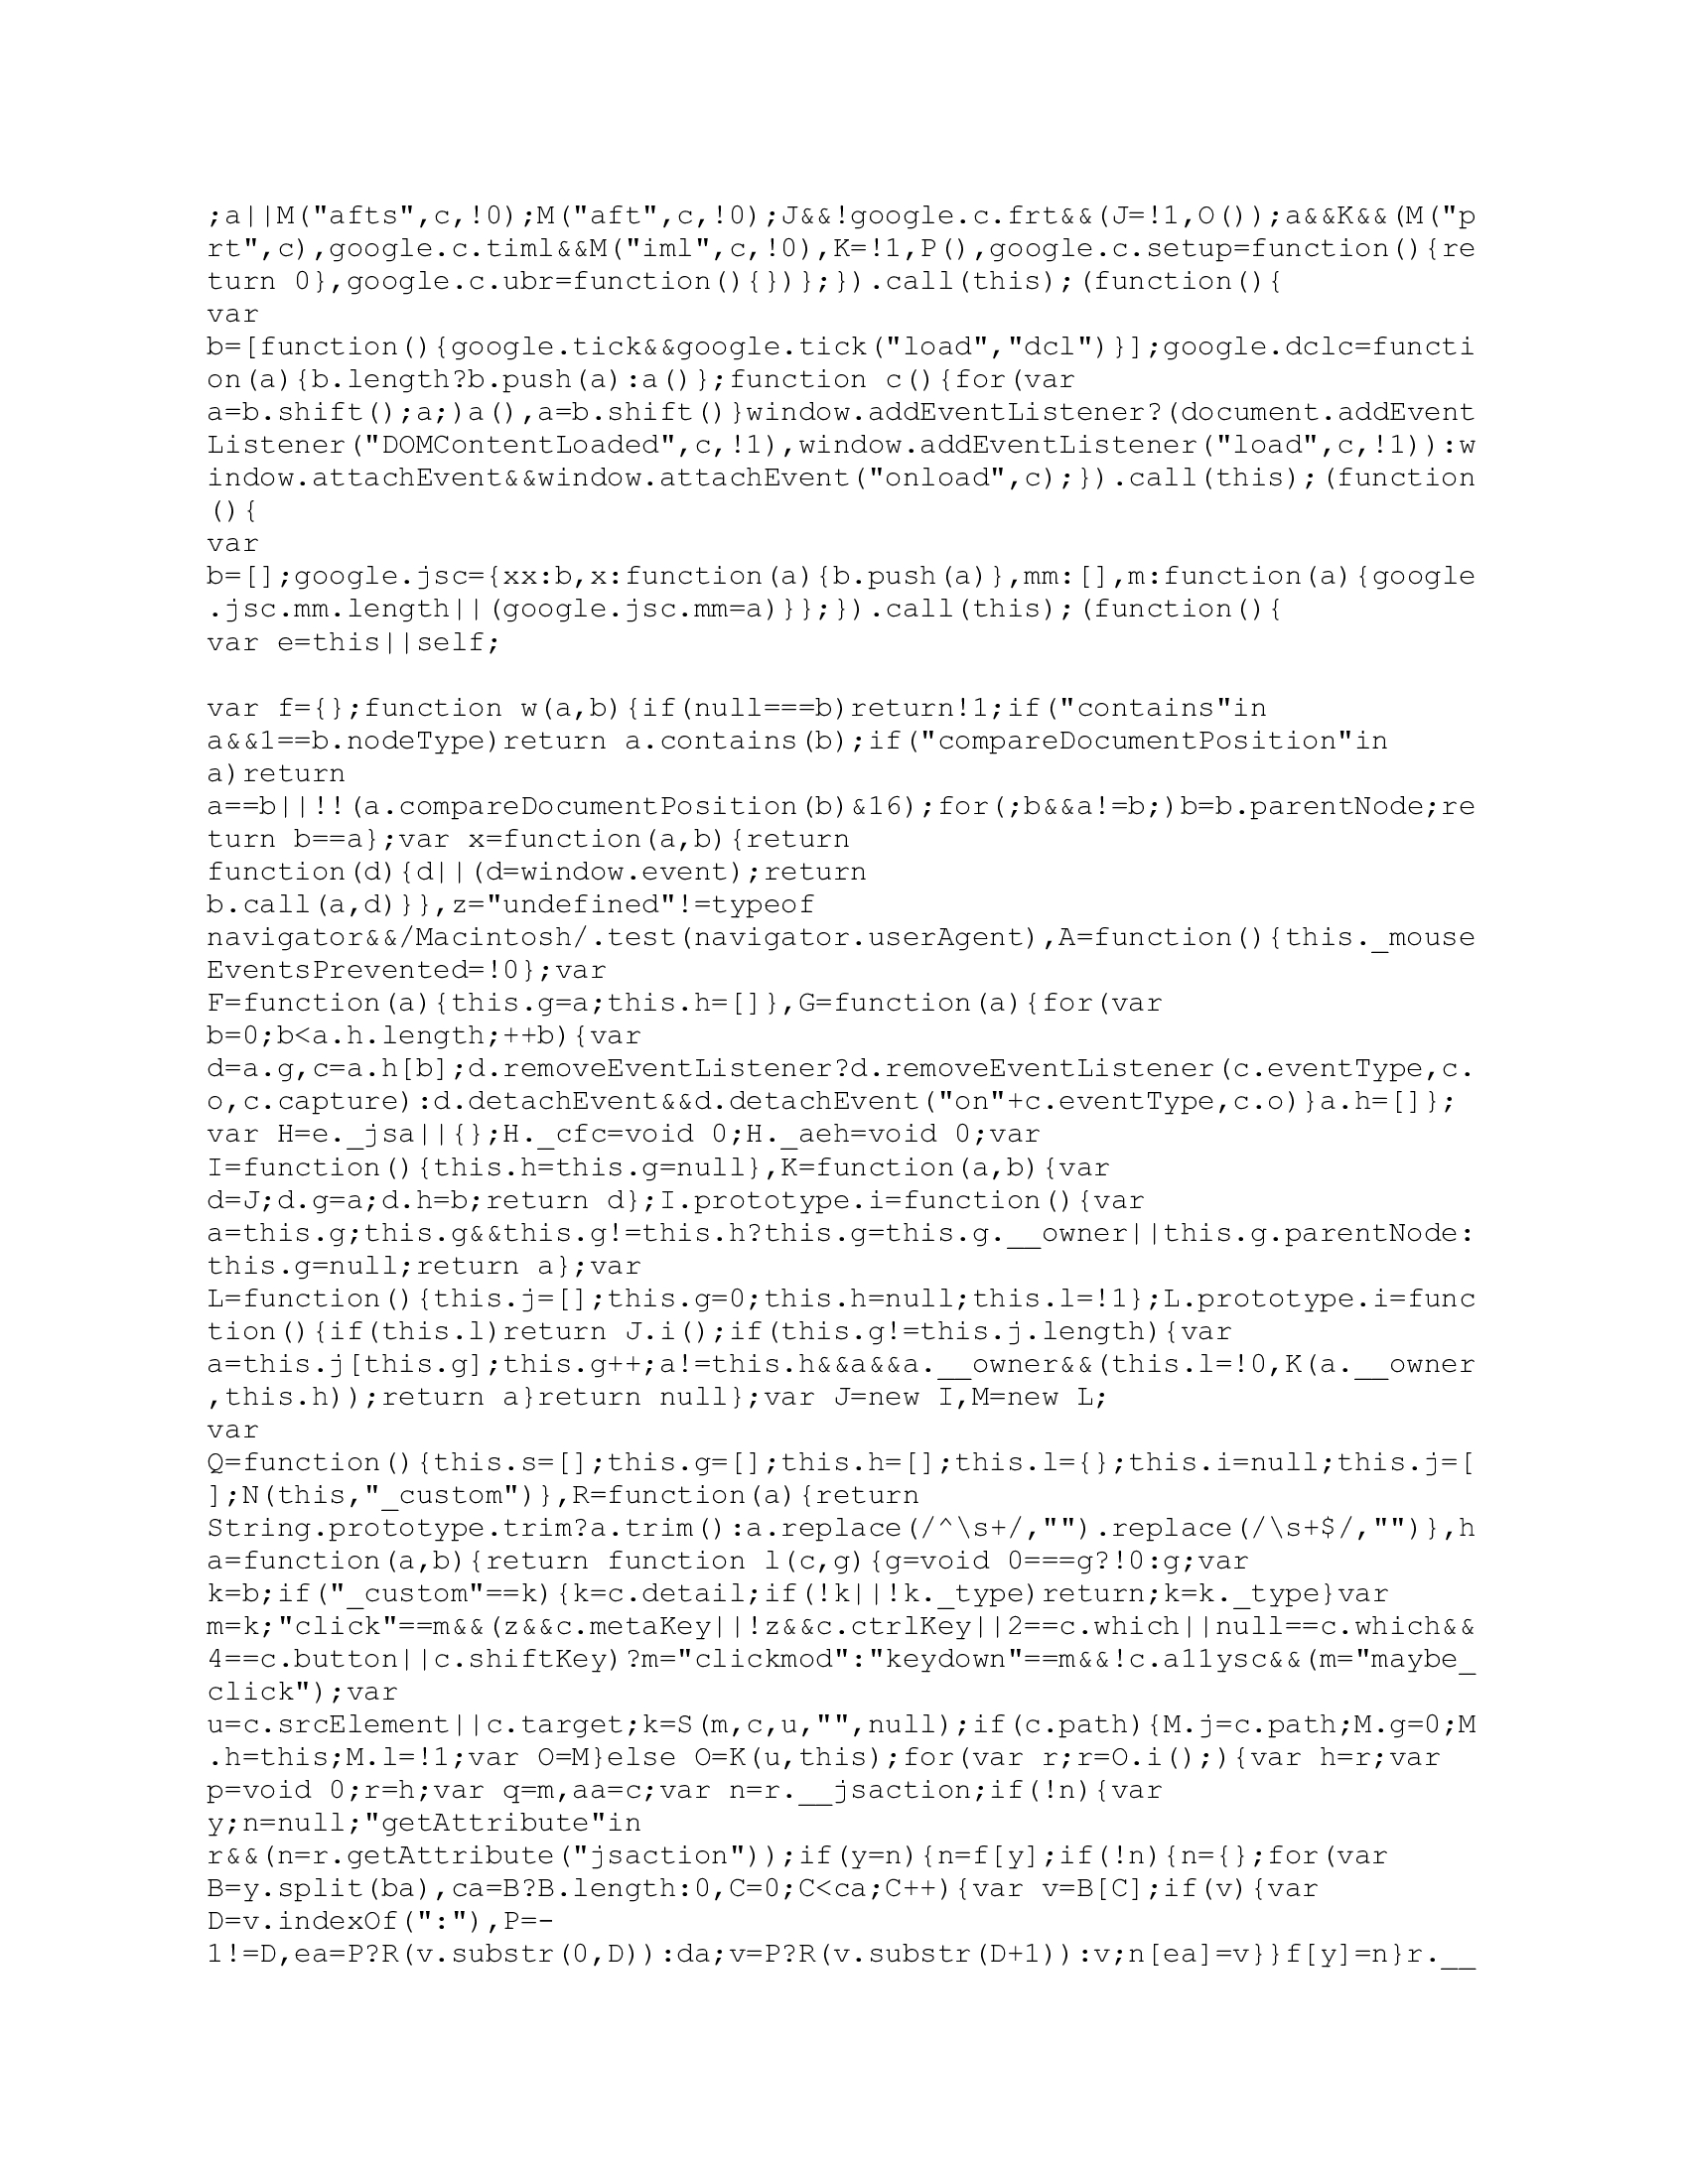 ;a||M("afts",c,!0);M("aft",c,!0);J&&!google.c.frt&&(J=!1,O());a&&K&&(M("p
rt",c),google.c.timl&&M("iml",c,!0),K=!1,P(),google.c.setup=function(){re
turn 0},google.c.ubr=function(){})};}).call(this);(function(){
var
b=[function(){google.tick&&google.tick("load","dcl")}];google.dclc=functi
on(a){b.length?b.push(a):a()};function c(){for(var
a=b.shift();a;)a(),a=b.shift()}window.addEventListener?(document.addEvent
Listener("DOMContentLoaded",c,!1),window.addEventListener("load",c,!1)):w
indow.attachEvent&&window.attachEvent("onload",c);}).call(this);(function
(){
var
b=[];google.jsc={xx:b,x:function(a){b.push(a)},mm:[],m:function(a){google
.jsc.mm.length||(google.jsc.mm=a)}};}).call(this);(function(){
var e=this||self;

var f={};function w(a,b){if(null===b)return!1;if("contains"in
a&&1==b.nodeType)return a.contains(b);if("compareDocumentPosition"in
a)return
a==b||!!(a.compareDocumentPosition(b)&16);for(;b&&a!=b;)b=b.parentNode;re
turn b==a};var x=function(a,b){return
function(d){d||(d=window.event);return
b.call(a,d)}},z="undefined"!=typeof
navigator&&/Macintosh/.test(navigator.userAgent),A=function(){this._mouse
EventsPrevented=!0};var
F=function(a){this.g=a;this.h=[]},G=function(a){for(var
b=0;b<a.h.length;++b){var
d=a.g,c=a.h[b];d.removeEventListener?d.removeEventListener(c.eventType,c.
o,c.capture):d.detachEvent&&d.detachEvent("on"+c.eventType,c.o)}a.h=[]};
var H=e._jsa||{};H._cfc=void 0;H._aeh=void 0;var
I=function(){this.h=this.g=null},K=function(a,b){var
d=J;d.g=a;d.h=b;return d};I.prototype.i=function(){var
a=this.g;this.g&&this.g!=this.h?this.g=this.g.__owner||this.g.parentNode:
this.g=null;return a};var
L=function(){this.j=[];this.g=0;this.h=null;this.l=!1};L.prototype.i=func
tion(){if(this.l)return J.i();if(this.g!=this.j.length){var
a=this.j[this.g];this.g++;a!=this.h&&a&&a.__owner&&(this.l=!0,K(a.__owner
,this.h));return a}return null};var J=new I,M=new L;
var
Q=function(){this.s=[];this.g=[];this.h=[];this.l={};this.i=null;this.j=[
];N(this,"_custom")},R=function(a){return
String.prototype.trim?a.trim():a.replace(/^\s+/,"").replace(/\s+$/,"")},h
a=function(a,b){return function l(c,g){g=void 0===g?!0:g;var
k=b;if("_custom"==k){k=c.detail;if(!k||!k._type)return;k=k._type}var
m=k;"click"==m&&(z&&c.metaKey||!z&&c.ctrlKey||2==c.which||null==c.which&&
4==c.button||c.shiftKey)?m="clickmod":"keydown"==m&&!c.a11ysc&&(m="maybe_
click");var
u=c.srcElement||c.target;k=S(m,c,u,"",null);if(c.path){M.j=c.path;M.g=0;M
.h=this;M.l=!1;var O=M}else O=K(u,this);for(var r;r=O.i();){var h=r;var
p=void 0;r=h;var q=m,aa=c;var n=r.__jsaction;if(!n){var
y;n=null;"getAttribute"in
r&&(n=r.getAttribute("jsaction"));if(y=n){n=f[y];if(!n){n={};for(var
B=y.split(ba),ca=B?B.length:0,C=0;C<ca;C++){var v=B[C];if(v){var
D=v.indexOf(":"),P=-
1!=D,ea=P?R(v.substr(0,D)):da;v=P?R(v.substr(D+1)):v;n[ea]=v}}f[y]=n}r.__